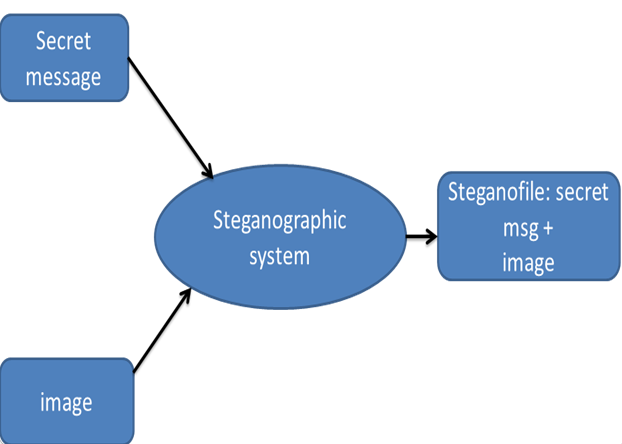 Secret
message
Steganographic
system
Steganofile: secret
msg +
image
image